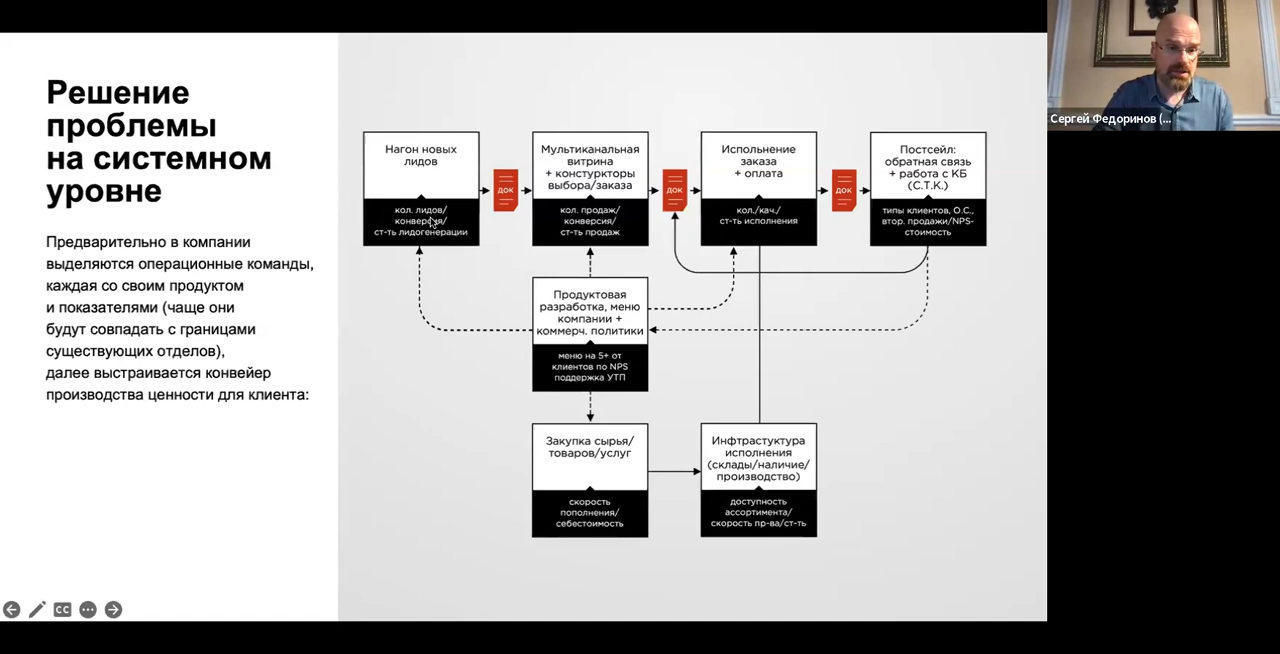 Решение
проблемы
на системном
уровне
Предварительно в компании
выделяются операционные команды,
каждая со своим продуктом
и показателями (чаще они
будут совпадать с границами
существующих отделов),
далее выстраивается конвейер
производства ценности для клиента:
Нагон новых
лидов
кол. лидов/
конверсия/
ст-ть лидогенерации
док
Мультиканальная
витрина
+ констуркторы
выбора/заказа
кол. продаж/
конверсия/
ст-ть продаж
док
Испольнение
заказа
+ оплата
кол./кач./
ст-ть исполнения
док
Постсейл:
обратная связь
+ работа с КБ
(С.Т.К.)
типы клиентов, О.С.,
втор. продажи/NPS-
стоимость
Продуктовая
разработка, меню
компании +
коммерч. политики
меню на 5+ от
клиентов по NPS
поддержка УТП
Закупка сырья/
товаров/услуг
скорость
пополнения/
себестоимость
Инфтрастуктура
исполнения
(склады/наличие/
производство)
доступность
ассортимента/
скорость пр-ва/ст-ть
CC
Сергей Федоринов (...